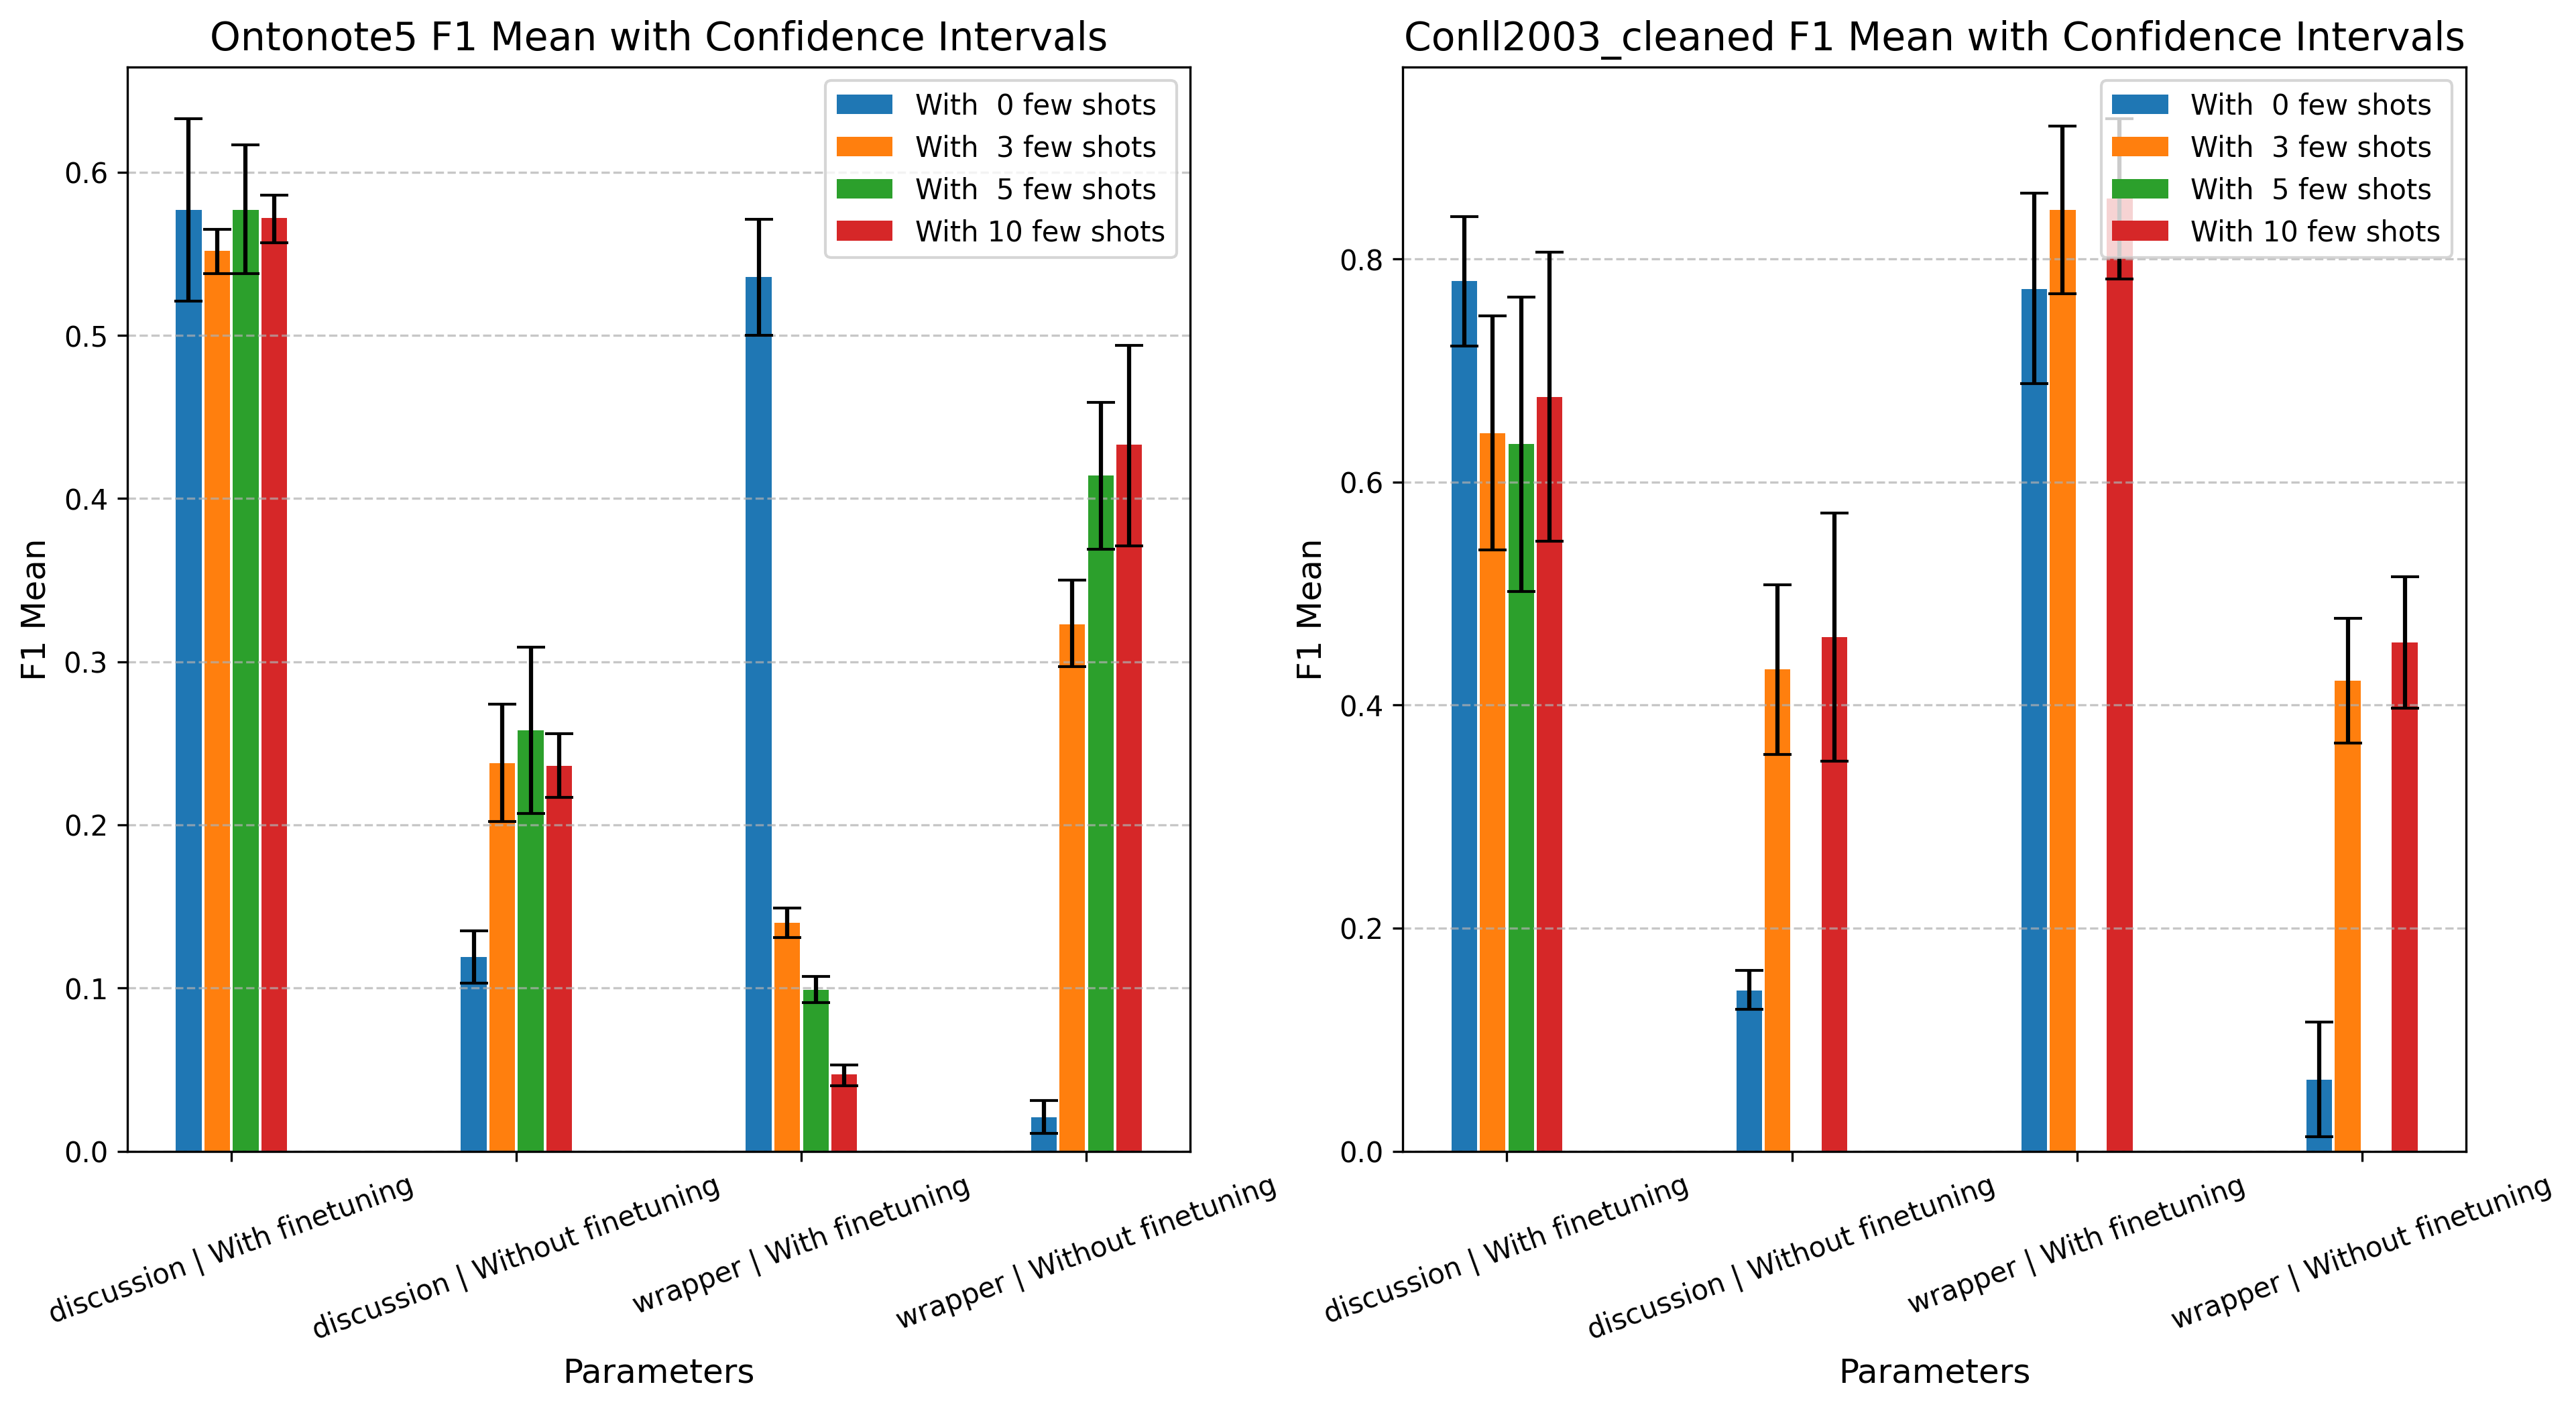 Ontonote5 F1 Mean with Confidence Intervals
With  0 few shots
With  3 few shots
With  5 few shots
With 10 few shots
F1 Mean
0.6
0.5
0.4
0.3
0.2
0.1
0.0
discussion | With finetuning
discussion | Without finetuning
wrapper | With finetuning
wrapper | Without finetuning
Parameters
Conll2003_cleaned F1 Mean with Confidence Intervals
With  0 few shots
With  3 few shots
With  5 few shots
With 10 few shots
F1 Mean
0.8
0.6
0.4
0.2
0.0
discussion | With finetuning
discussion | Without finetuning
wrapper | With finetuning
wrapper | Without finetuning
Parameters